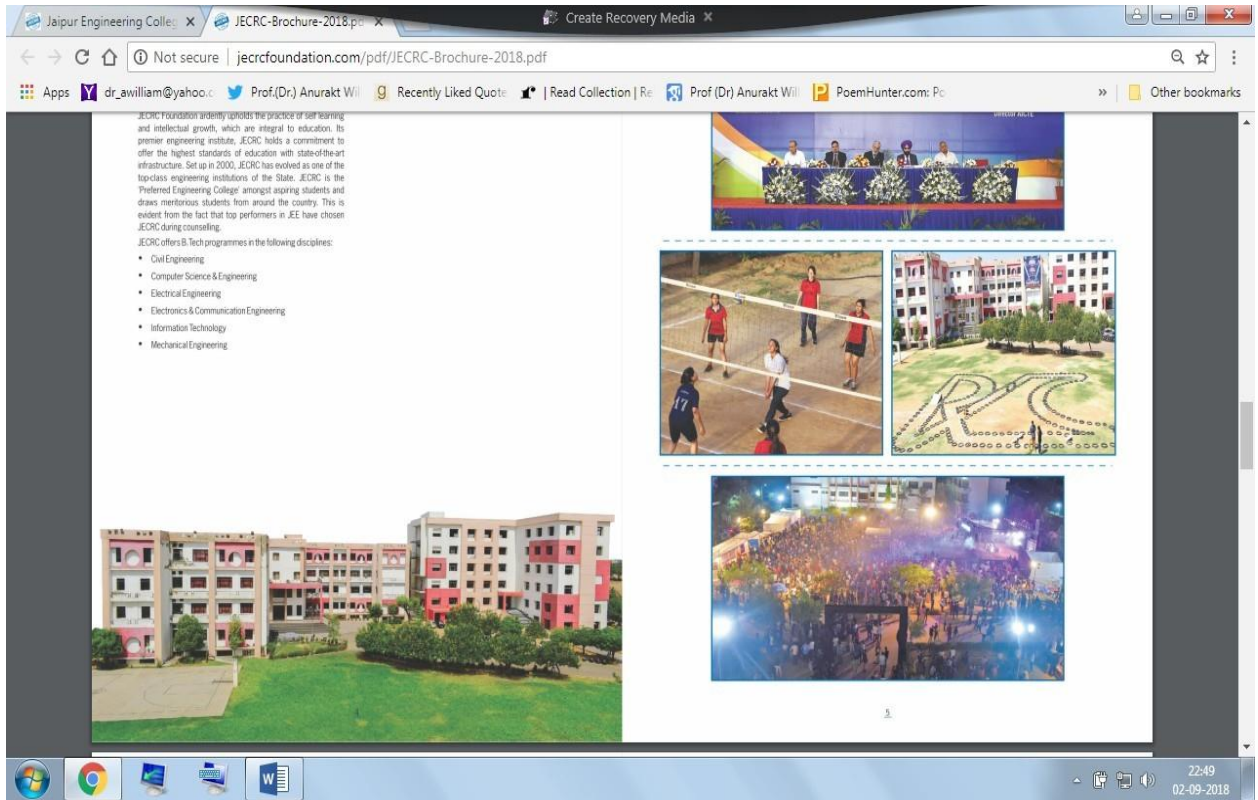 Jaipur Engineering Colleg
JECRC-Brochure-2018.p
Create Recovery Media
Not secure | jecrcfoundation.com/pdf/JECRC-Brochure-2018.pdf
Apps dr_awilliam@yahoo.c Prof.(Dr.) Anurakt Wil Recently Liked Quote | Read Collection | Re Prof (Dr) Anurakt Wil PoemHunter.com: Po » Other bookmarks
JECRC Foundation ardently upholds the practice of self learning
and intellectual growth, which are integral to education. Its
premier engineering institute, JECRC holds a commitment to
offer the highest standards of education with state-of-the-art
infrastructure. Set up in 2000, JECRC has evolved as one of the
top-class engineering institutions of the State. JECRC is the
'Preferred Engineering College' amongst aspiring students and
draws meritorious students from around the country. This is
evident from the fact that top performers in JEE have chosen
JECRC during counselling.
JECRC offers B.Tech programmes in the following disciplines:
• Civil Engineering
• Computer Science & Engineering
• Electrical Engineering
• Electronics & Communication Engineering
• Information Technology
• Mechanical Engineering
Director AICTE
17
5
22:49
02-09-2018